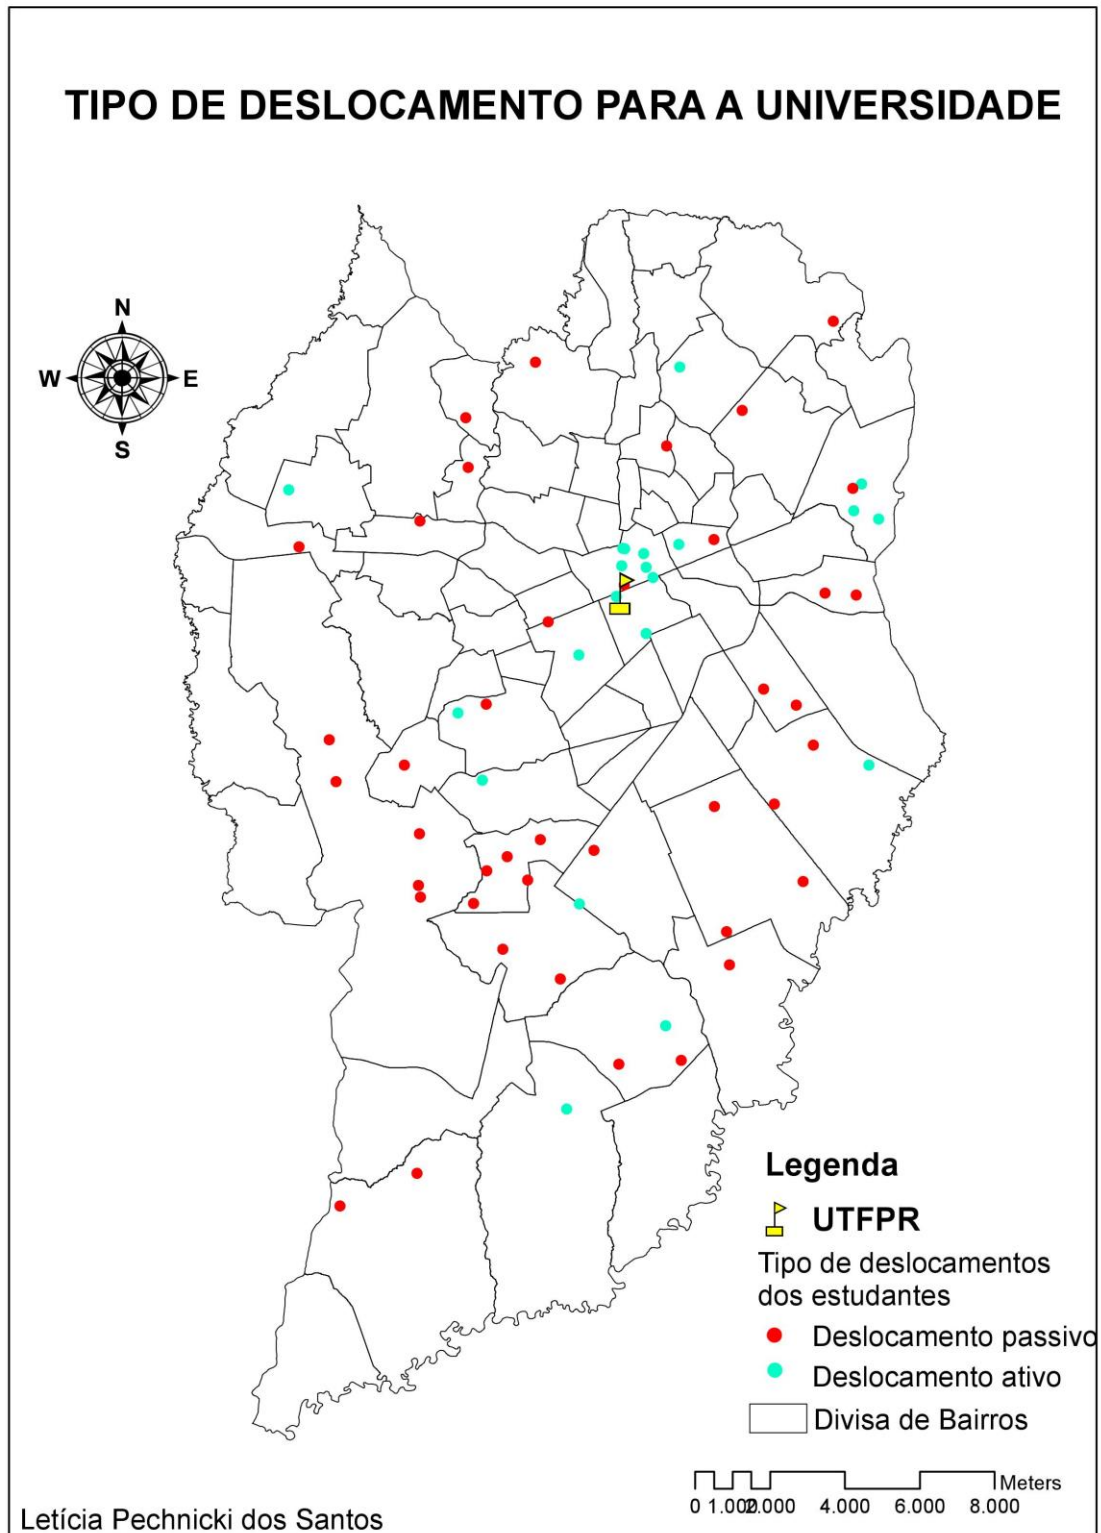 TIPO DE DESLOCAMENTO PARA A UNIVERSIDADE
N
W E
S
Legenda
UTFPR
Tipo de deslocamentos
dos estudantes
Deslocamento passivo
Deslocamento ativo
Divisa de Bairros
Meters
0 1.000 2.000 4.000 6.000 8.000
Letícia Pechnicki dos Santos